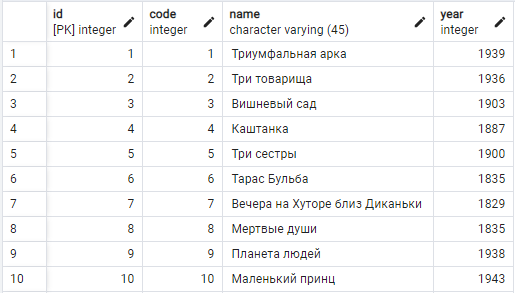 id code name year
[PK] integer integer character varying (45) integer
1 1 1 Триумфальная арка 1939
2 2 2 Три товарища 1936
3 3 3 Вишневый сад 1903
4 4 4 Каштанка 1887
5 5 5 Три сестры 1900
6 6 6 Тарас Бульба 1835
7 7 7 Вечера на Хуторе близ Диканьки 1829
8 8 8 Мертвые души 1835
9 9 9 Планета людей 1938
10 10 10 Маленький принц 1943